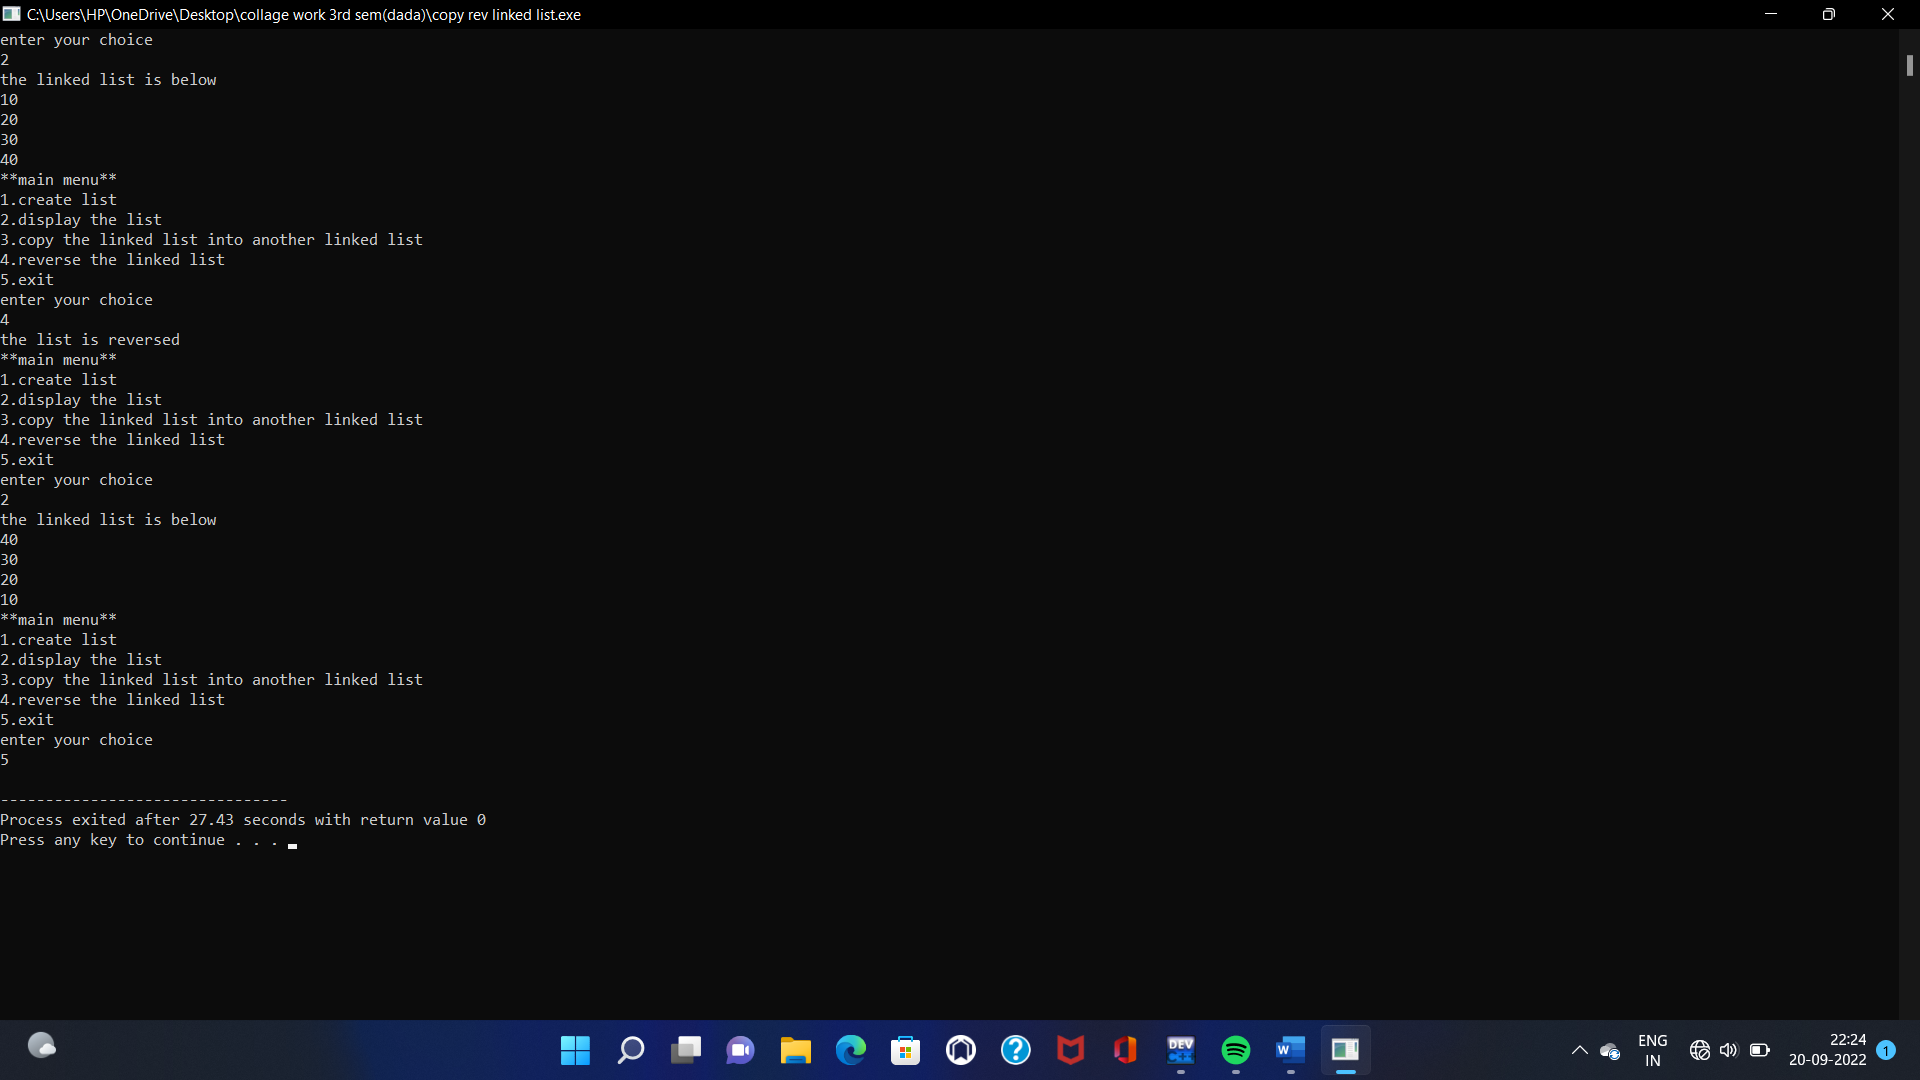 C:\Users\HP\OneDrive\Desktop\collage work 3rd sem(dada)\copy rev linked list.exe
enter your choice
2
the linked list is below
10
20
30
40
**main menu**
1.create list
2.display the list
3.copy the linked list into another linked list
4.reverse the linked list
5.exit
enter your choice
4
the list is reversed
**main menu**
1.create list
2.display the list
3.copy the linked list into another linked list
4.reverse the linked list
5.exit
enter your choice
2
the linked list is below
40
30
20
10
**main menu**
1.create list
2.display the list
3.copy the linked list into another linked list
4.reverse the linked list
5.exit
enter your choice
5
--------------------------------
Process exited after 27.43 seconds with return value 0
Press any key to continue . . .
DEV
C++
W
ENG
IN
22:24
20-09-2022
1